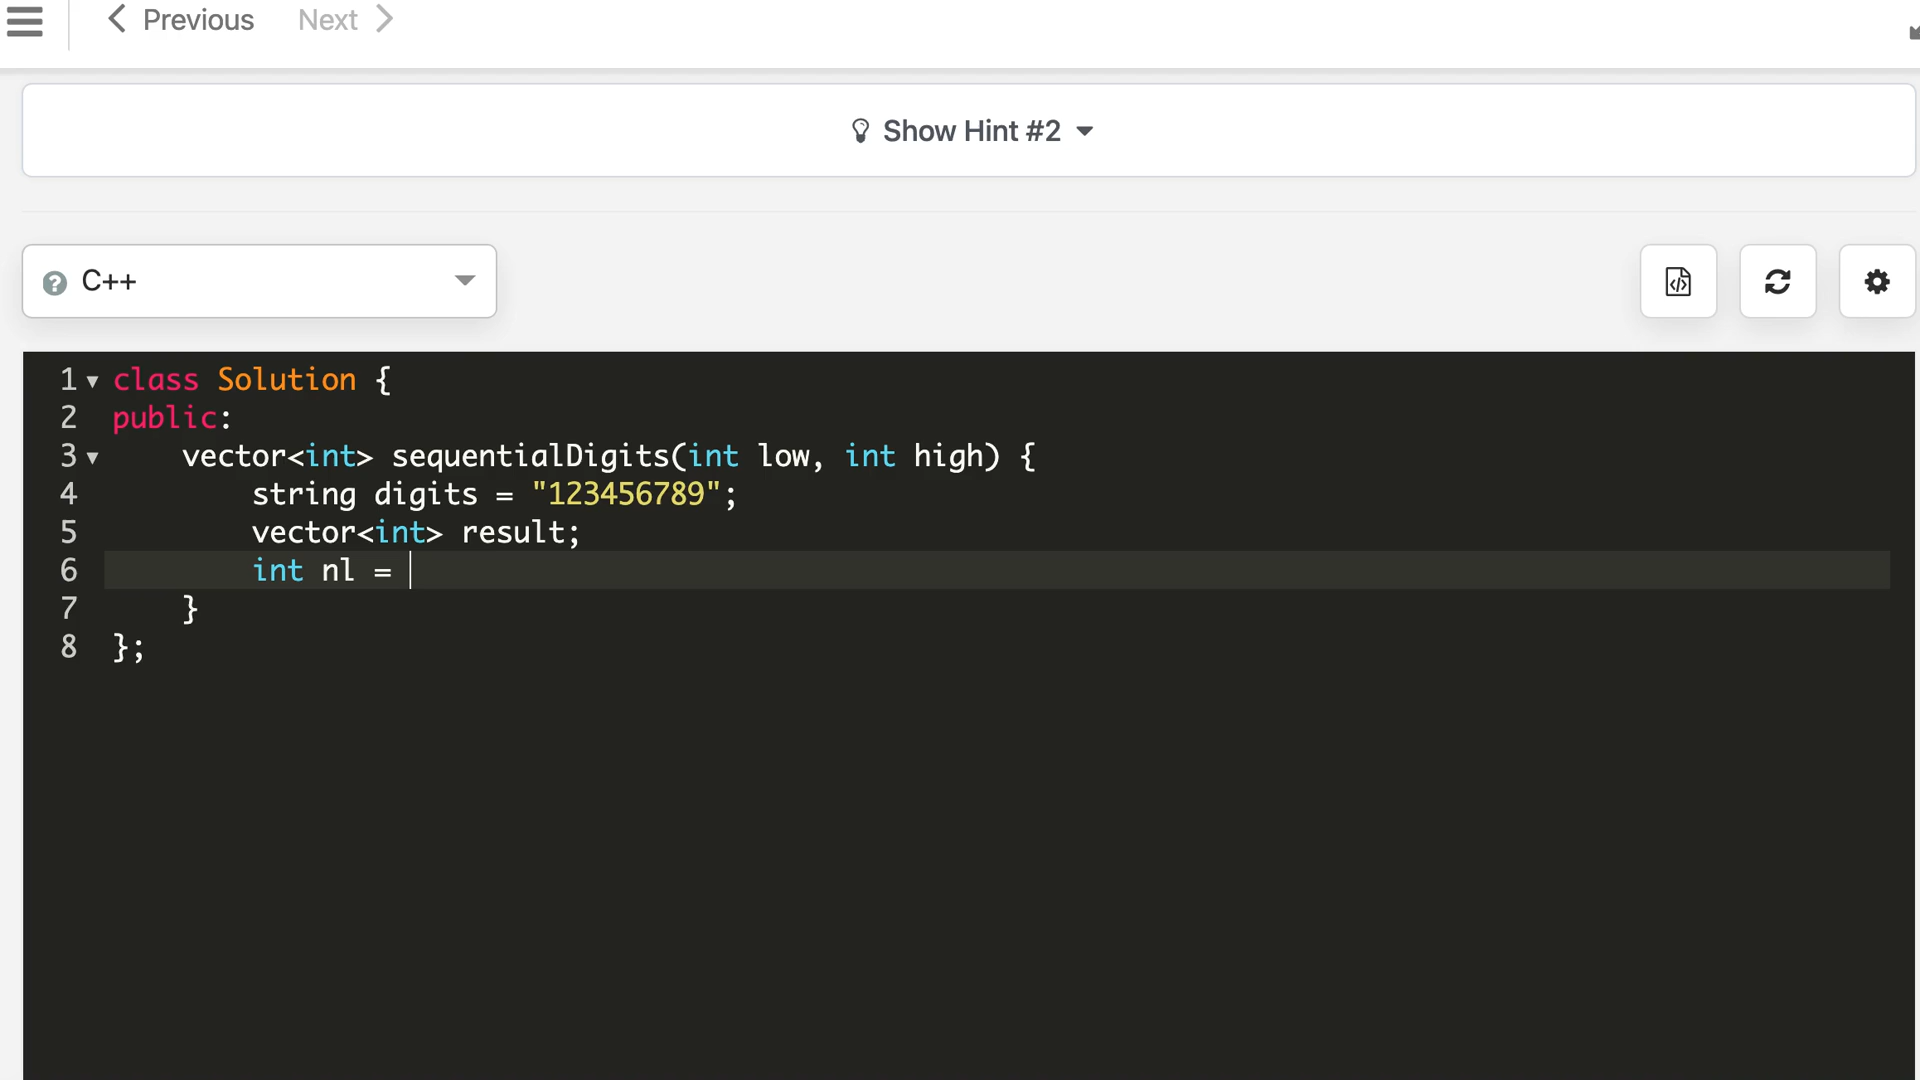 Previous Next
Show Hint #2
C++
1 class Solution {
2 public:
3 vector<int> sequentialDigits(int low, int high) {
4 string digits = "123456789";
5 vector<int> result;
6 int nl =
7 }
8 };